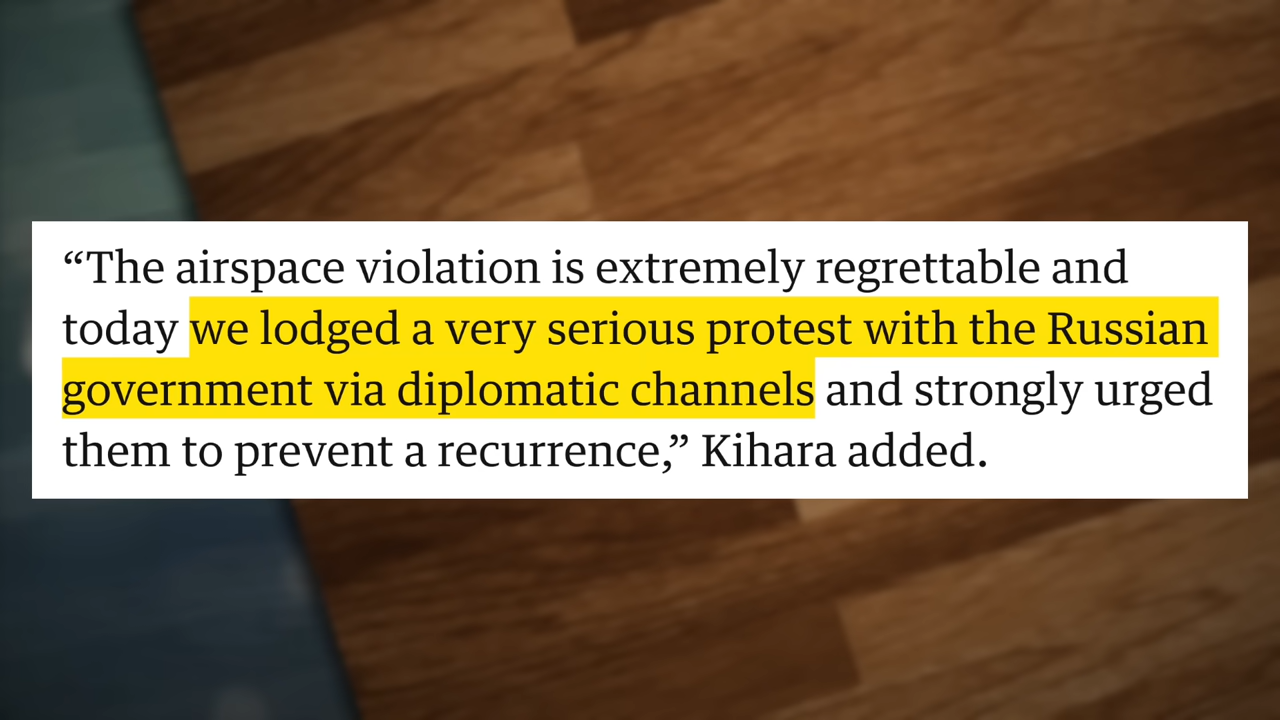 “The airspace violation is extremely regrettable and
today we lodged a very serious protest with the Russian
government via diplomatic channels and strongly urged
them to prevent a recurrence,” Kihara added.